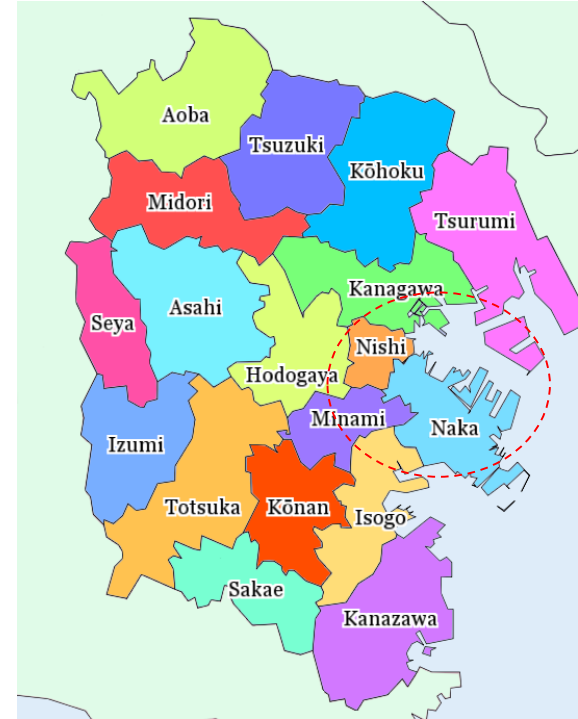 Aoba
Tsuzuki
Kōhoku
Midori
Tsurumi
Kanagawa
Asahi
Seya
Nishi
Hodogaya
Minami
Naka
Izumi
Totsuka
Kōnan
Isogo
Sakae
Kanazawa